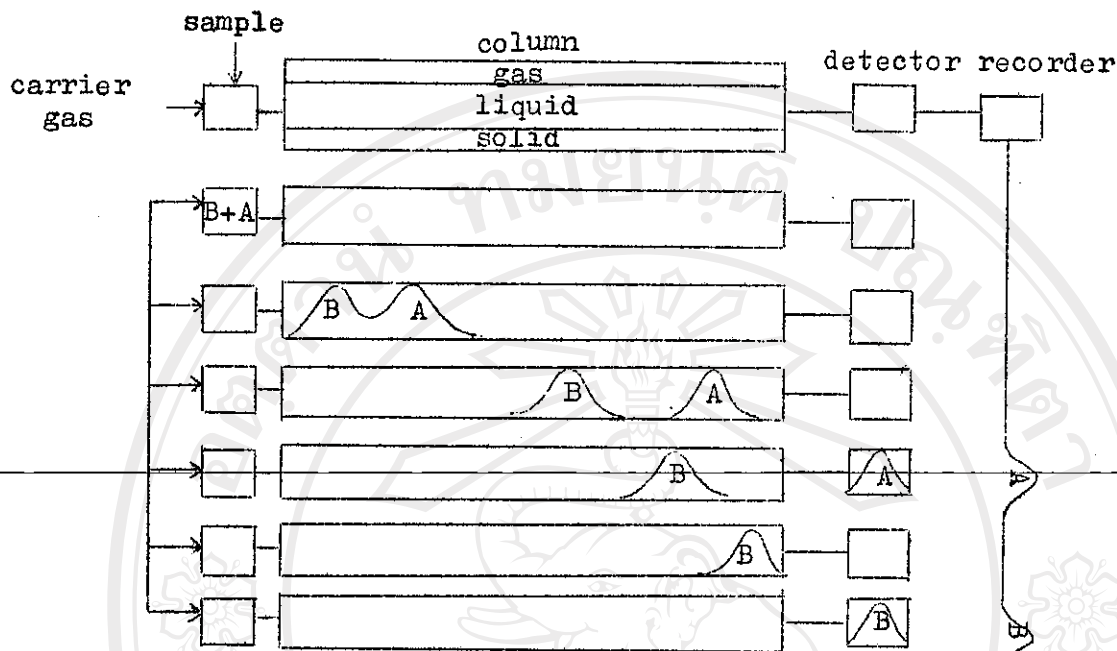 sample
column
carrier
gas
gas
liquid
solid
detector recorder
B+A
B A
B A
B A A
B
B B